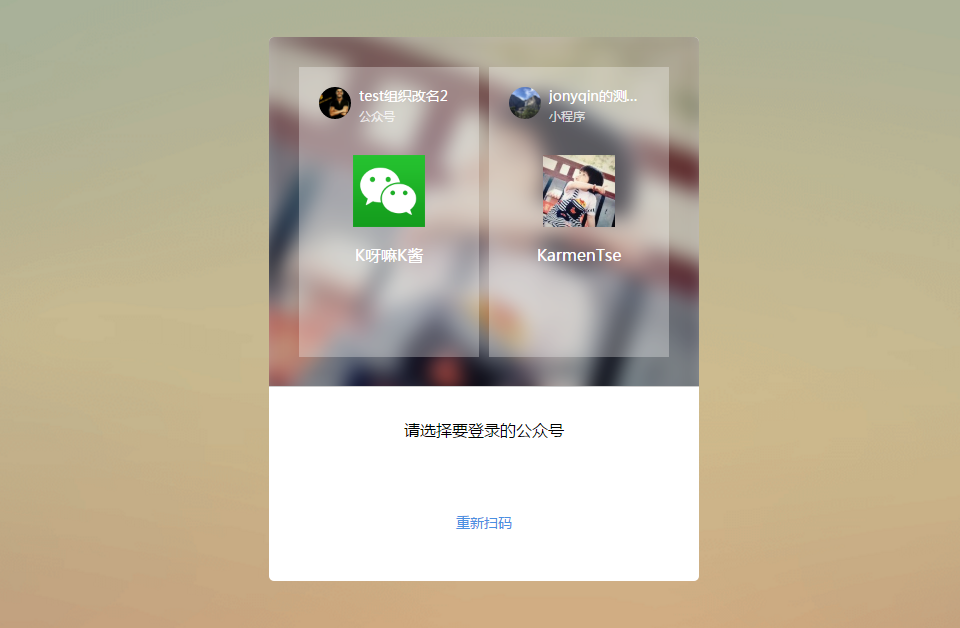 test组织改名2
公众号
K呀嘛K酱
jonyqin的测...
小程序
KarmenTse
请选择要登录的公众号
重新扫码